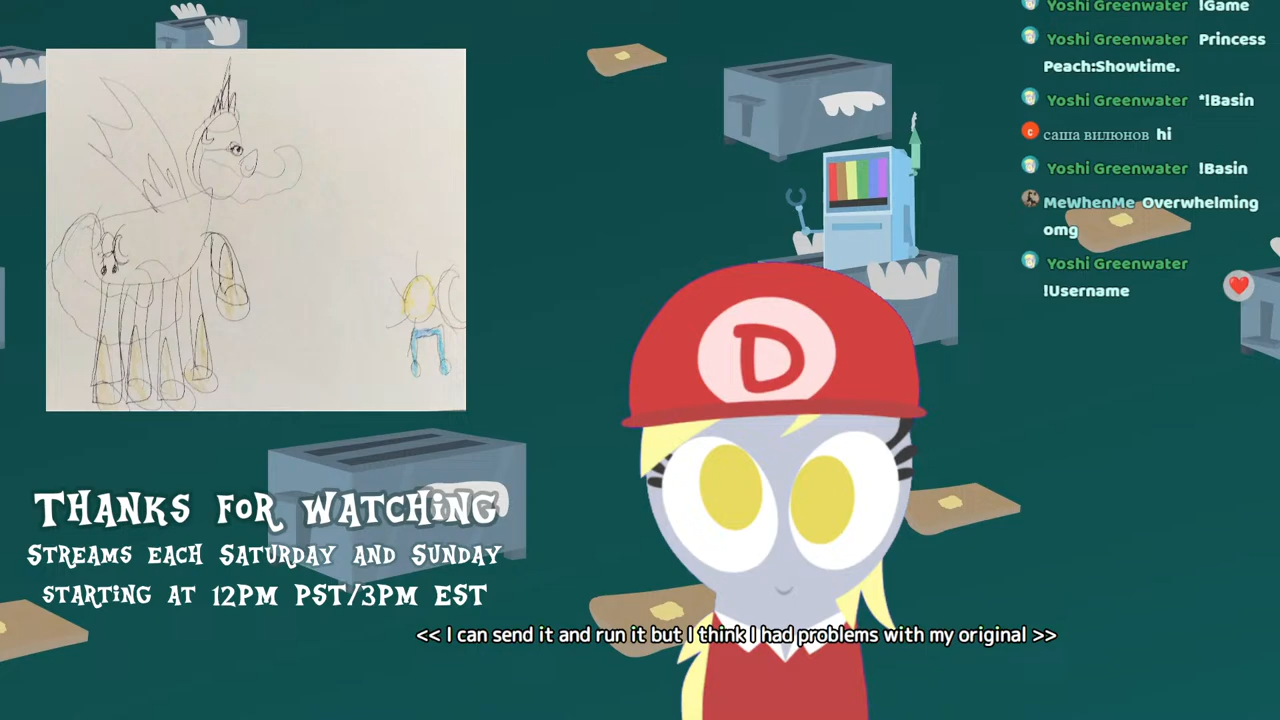 Yoshi Greenwater !Game
Yoshi Greenwater Princess
Peach:Showtime.
Yoshi Greenwater *!Basin
c саша вилюнов hi
Yoshi Greenwater !Basin
MeWhenMe Overwhelming
omg
Yoshi Greenwater
!Username
D
THANKS FOR WATCHING
STREAMS EACH SATURDAY AND SUNDAY
STARTING AT 12PM PST/3PM EST
<< I can send it and run it but I think I had problems with my original >>